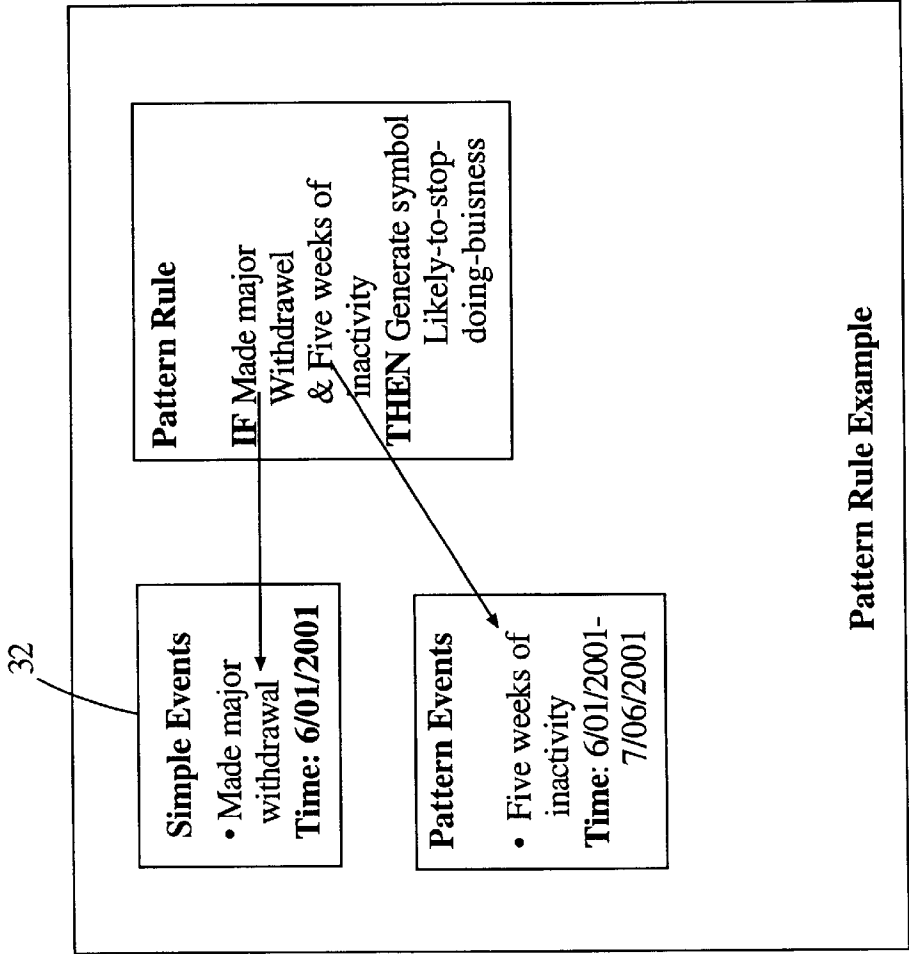 32
Simple Events
• Made major
withdrawal
Time: 6/01/2001
Pattern Events
• Five weeks of
inactivity
Time: 6/01/2001-
7/06/2001
Pattern Rule
IF Made major
Withdrawel
& Five weeks of
inactivity
THEN Generate symbol
Likely-to-stop-
doing-buisness
Pattern Rule Example